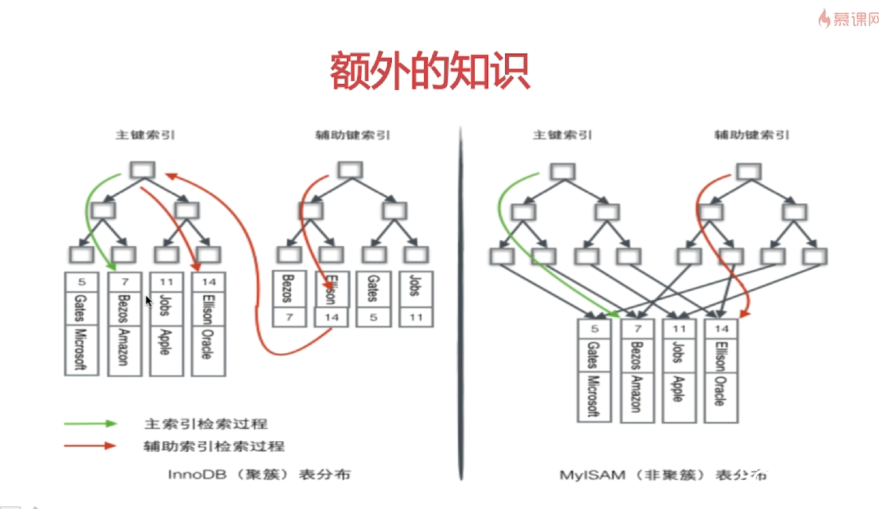 慕课网
额外的知识
主键索引
辅助键索引
主键索引
辅助键索引
5 Gates Microsoft
7 Bezos Amazon
11 Jobs Apple
14 Ellison Oracle
Bezos 7
Ellison 14
Gates 5
Jobs 11
5 Gates Microsoft
7 Bezos Amazon
11 Jobs Apple
14 Ellison Oracle
主索引检索过程
辅助索引检索过程
InnoDB（聚簇）表分布
MyISAM（非聚簇）表分布